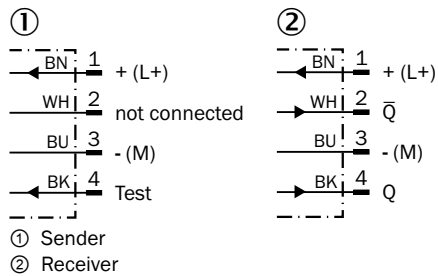 ① ②
BN 1 + (L+) BN 1 + (L+)
WH 2 not connected WH 2 Q̅
BU 3 - (M) BU 3 - (M)
BK 4 Test BK 4 Q
① Sender
② Receiver